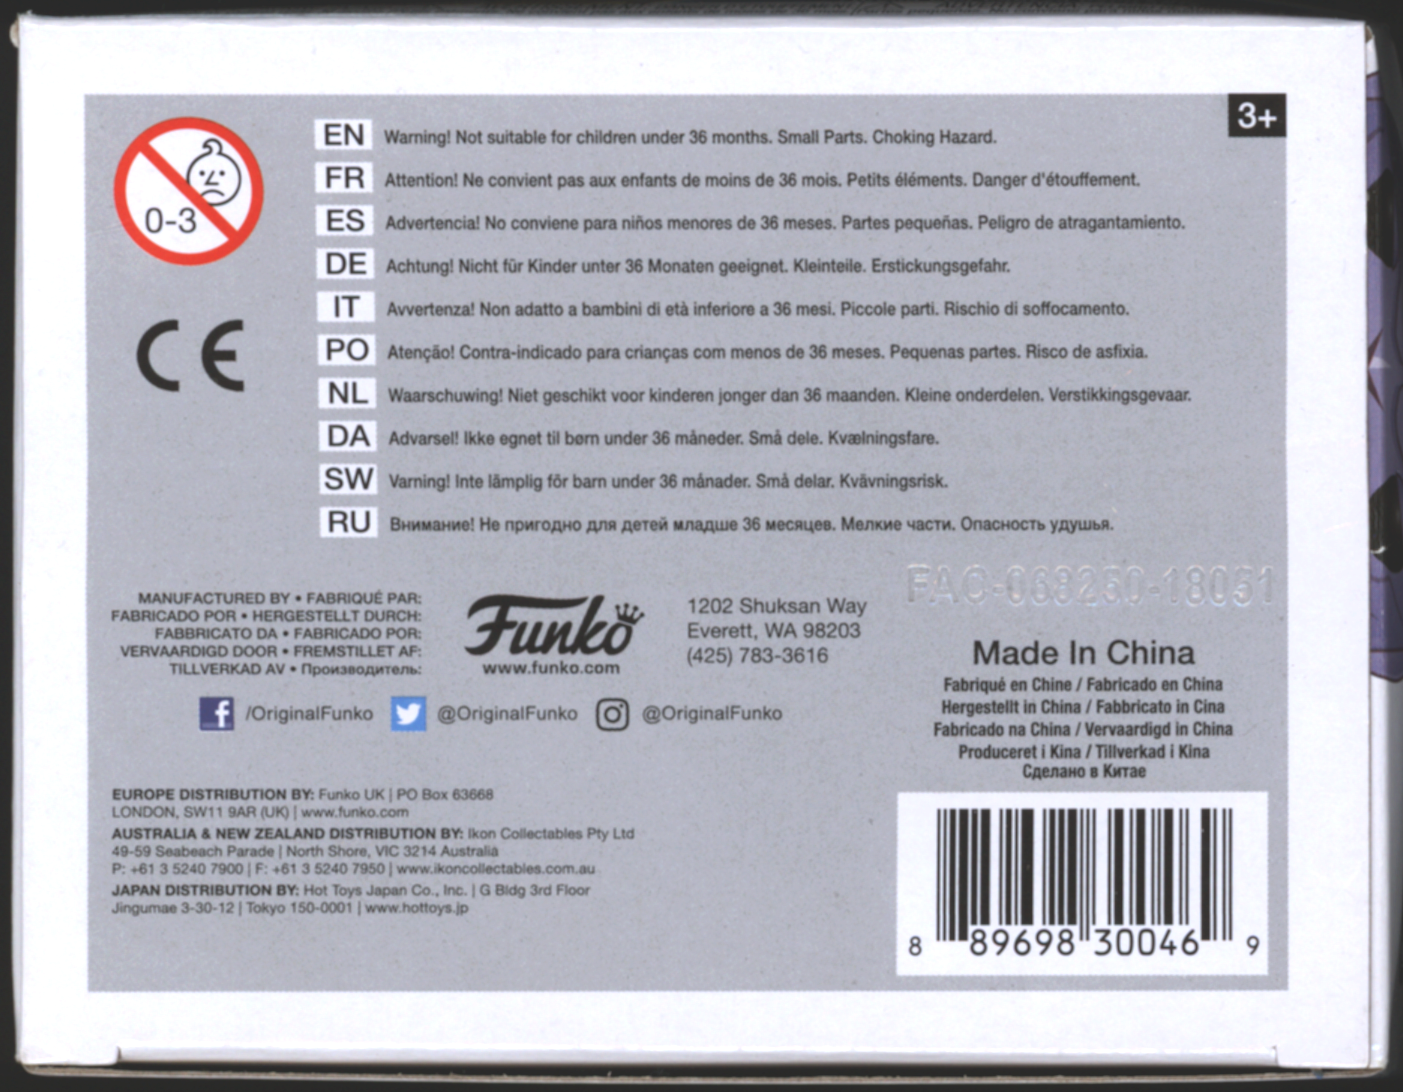 3+
0-3
EN Warning! Not suitable for children under 36 months. Small Parts. Choking Hazard.
FR Attention! Ne convient pas aux enfants de moins de 36 mois. Petits éléments. Danger d'étouffement.
ES Advertencia! No conviene para niños menores de 36 meses. Partes pequeñas. Peligro de atragantamiento.
DE Achtung! Nicht für Kinder unter 36 Monaten geeignet. Kleinteile. Erstickungsgefahr.
IT Avvertenza! Non adatto a bambini di età inferiore a 36 mesi. Piccole parti. Rischio di soffocamento.
PO Atenção! Contra-indicado para crianças com menos de 36 meses. Pequenas partes. Risco de asfixia.
NL Waarschuwing! Niet geschikt voor kinderen jonger dan 36 maanden. Kleine onderdelen. Verstikkingsgevaar.
DA Advarsel! Ikke egnet til børn under 36 måneder. Små dele. Kvælningsfare.
SW Varning! Inte lämplig för barn under 36 månader. Små delar. Kvävningsrisk.
RU Внимание! Не пригодно для детей младше 36 месяцев. Мелкие части. Опасность удушья.
CE
FAC-068250-18051
MANUFACTURED BY • FABRIQUÉ PAR:
FABRICADO POR • HERGESTELLT DURCH:
FABBRICATO DA • FABRICADO POR:
VERVAARDIGD DOOR • FREMSTILLET AF:
TILLVERKAD AV • Производитель:
Funko
www.funko.com
1202 Shuksan Way
Everett, WA 98203
(425) 783-3616
/OriginalFunko @OriginalFunko @OriginalFunko
Made In China
Fabriqué en Chine / Fabricado en China
Hergestellt in China / Fabbricato in Cina
Fabricado na China / Vervaardigd in China
Produceret i Kina / Tillverkad i Kina
Сделано в Китае
EUROPE DISTRIBUTION BY: Funko UK | PO Box 63668
LONDON, SW11 9AR (UK) | www.funko.com
AUSTRALIA & NEW ZEALAND DISTRIBUTION BY: Ikon Collectables Pty Ltd
49-59 Seabeach Parade | North Shore, VIC 3214 Australia
P: +61 3 5240 7900 | F: +61 3 5240 7950 | www.ikoncollectables.com.au
JAPAN DISTRIBUTION BY: Hot Toys Japan Co., Inc. | G Bldg 3rd Floor
Jingumae 3-30-12 | Tokyo 150-0001 | www.hottoys.jp
8 89698 30046 9